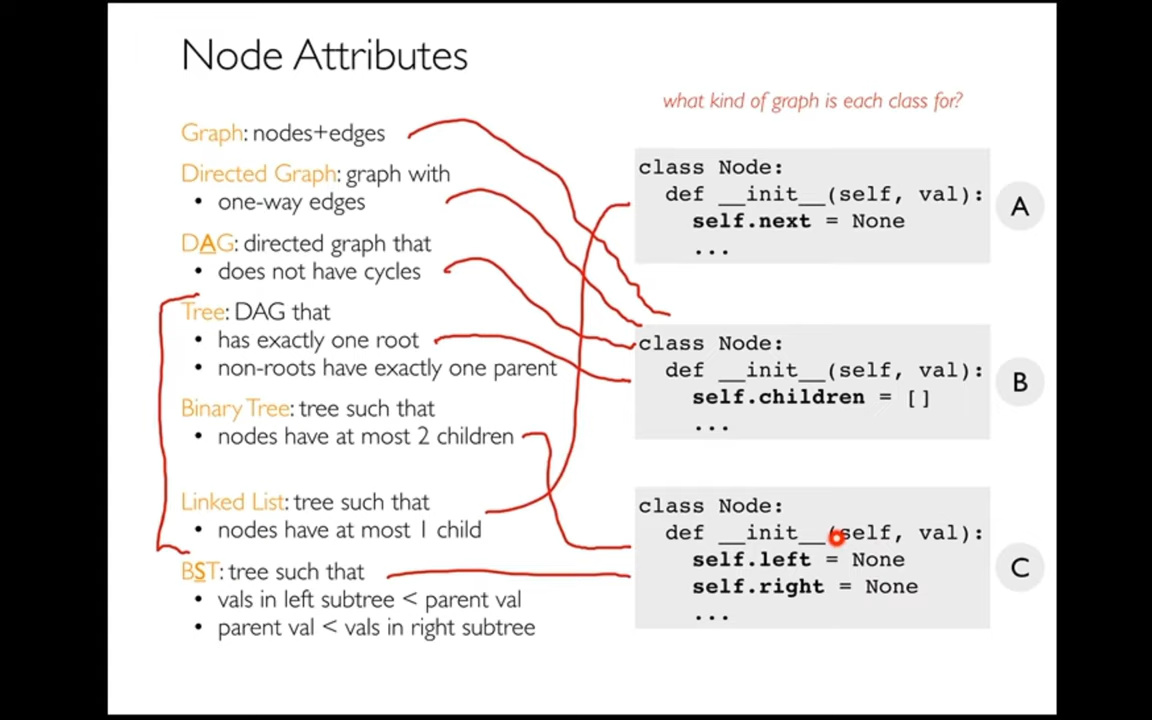 Node Attributes
what kind of graph is each class for?
Graph: nodes+edges
Directed Graph: graph with
• one-way edges
DAG: directed graph that
• does not have cycles
Tree: DAG that
• has exactly one root
• non-roots have exactly one parent
Binary Tree: tree such that
• nodes have at most 2 children
Linked List: tree such that
• nodes have at most 1 child
BST: tree such that
• vals in left subtree < parent val
• parent val < vals in right subtree
class Node:
def __init__(self, val):
self.next = None
...
A
class Node:
def __init__(self, val):
self.children = []
...
B
class Node:
def __init__(self, val):
self.left = None
self.right = None
...
C